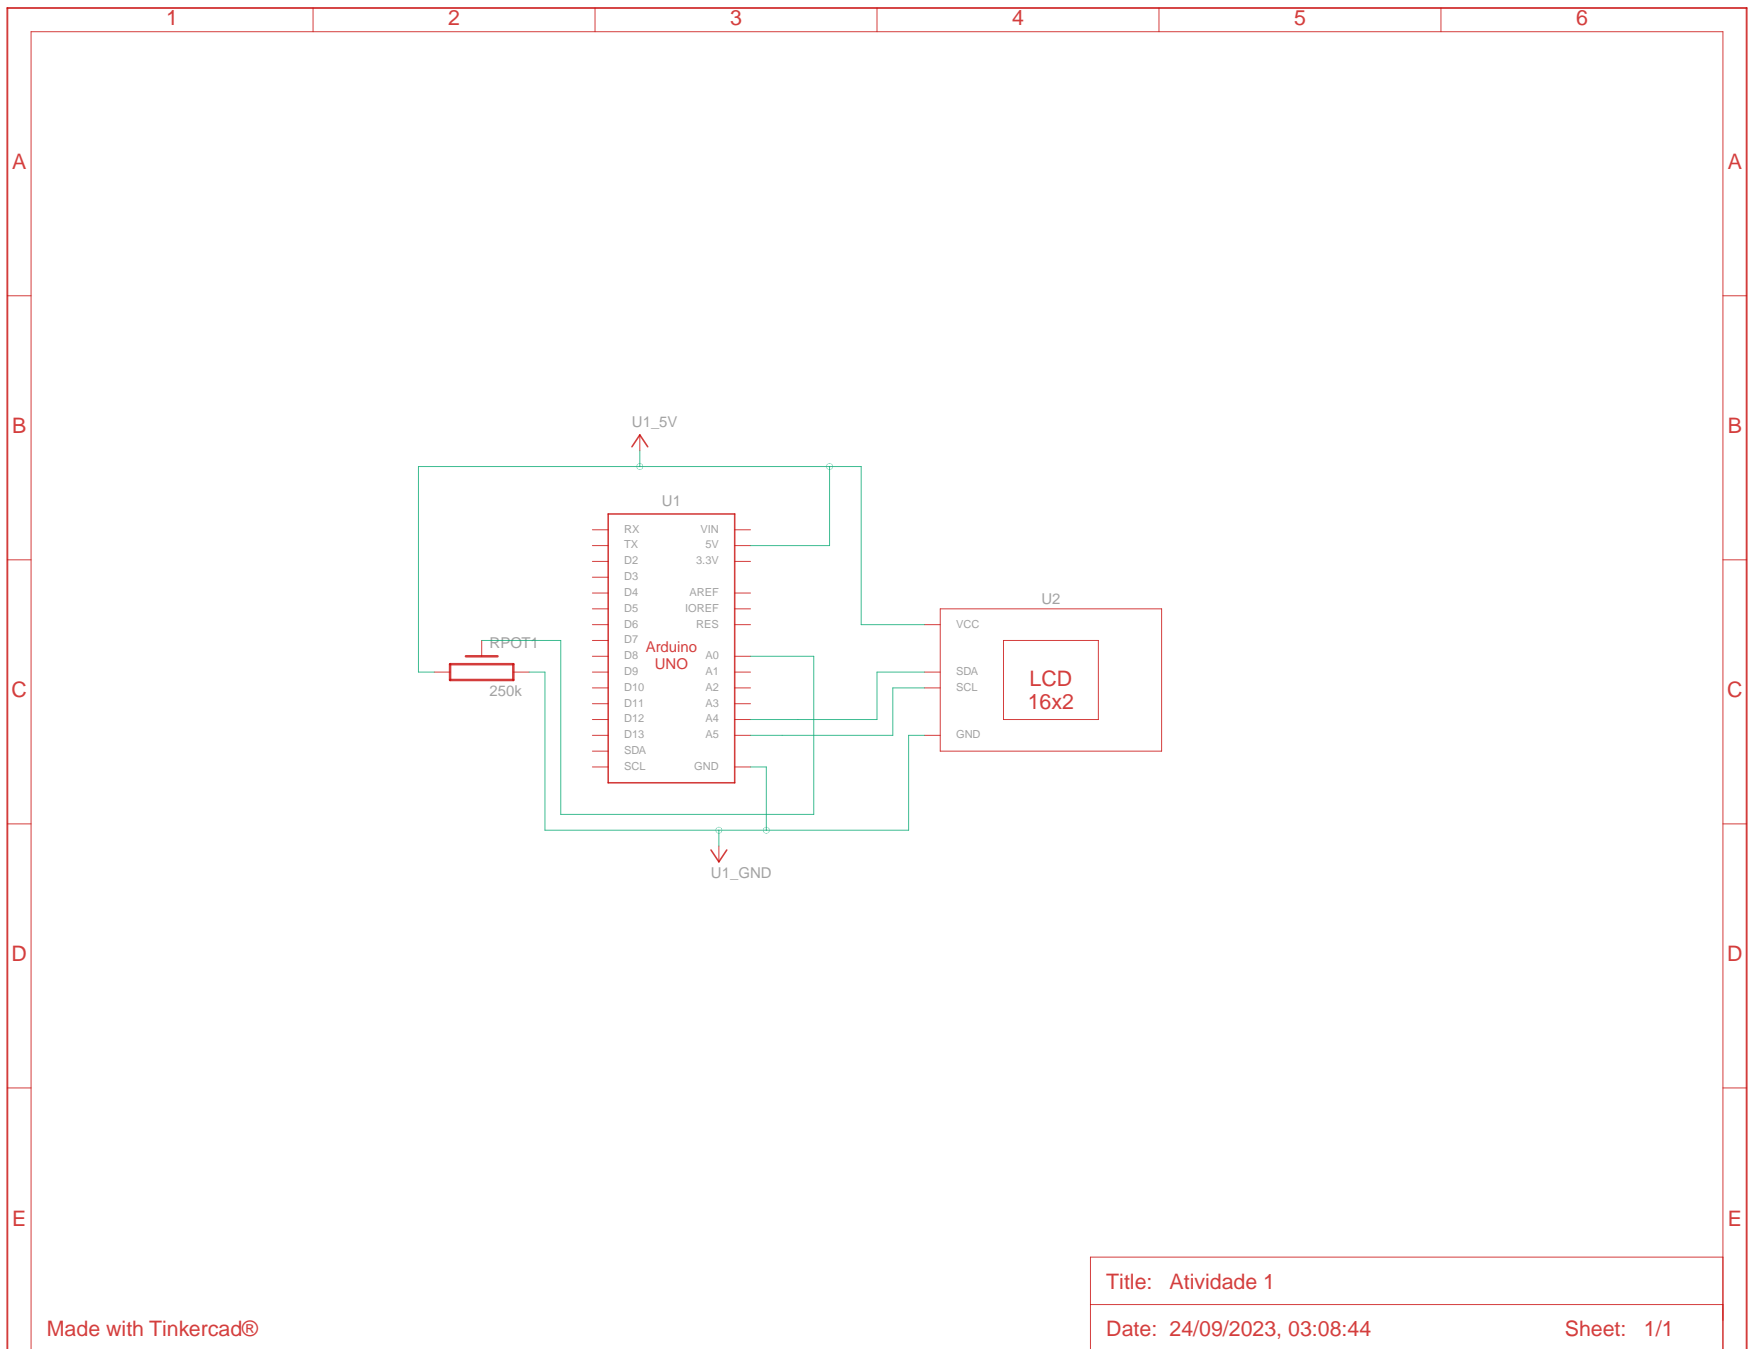 1 2 3 4 5 6
A A
B B
U1_5V
U1
RX VIN
TX 5V
D2 3.3V
D3
D4 AREF
D5 IOREF
D6 RES
D7
D8 A0
D9 A1
D10 A2
D11 A3
D12 A4
D13 A5
SDA
SCL GND
Arduino
UNO
RPOT1
250k
U2
VCC
SDA
SCL
GND
LCD
16x2
C C
U1_GND
D D
E E
Title: Atividade 1
Made with Tinkercad®
Date: 24/09/2023, 03:08:44 Sheet: 1/1